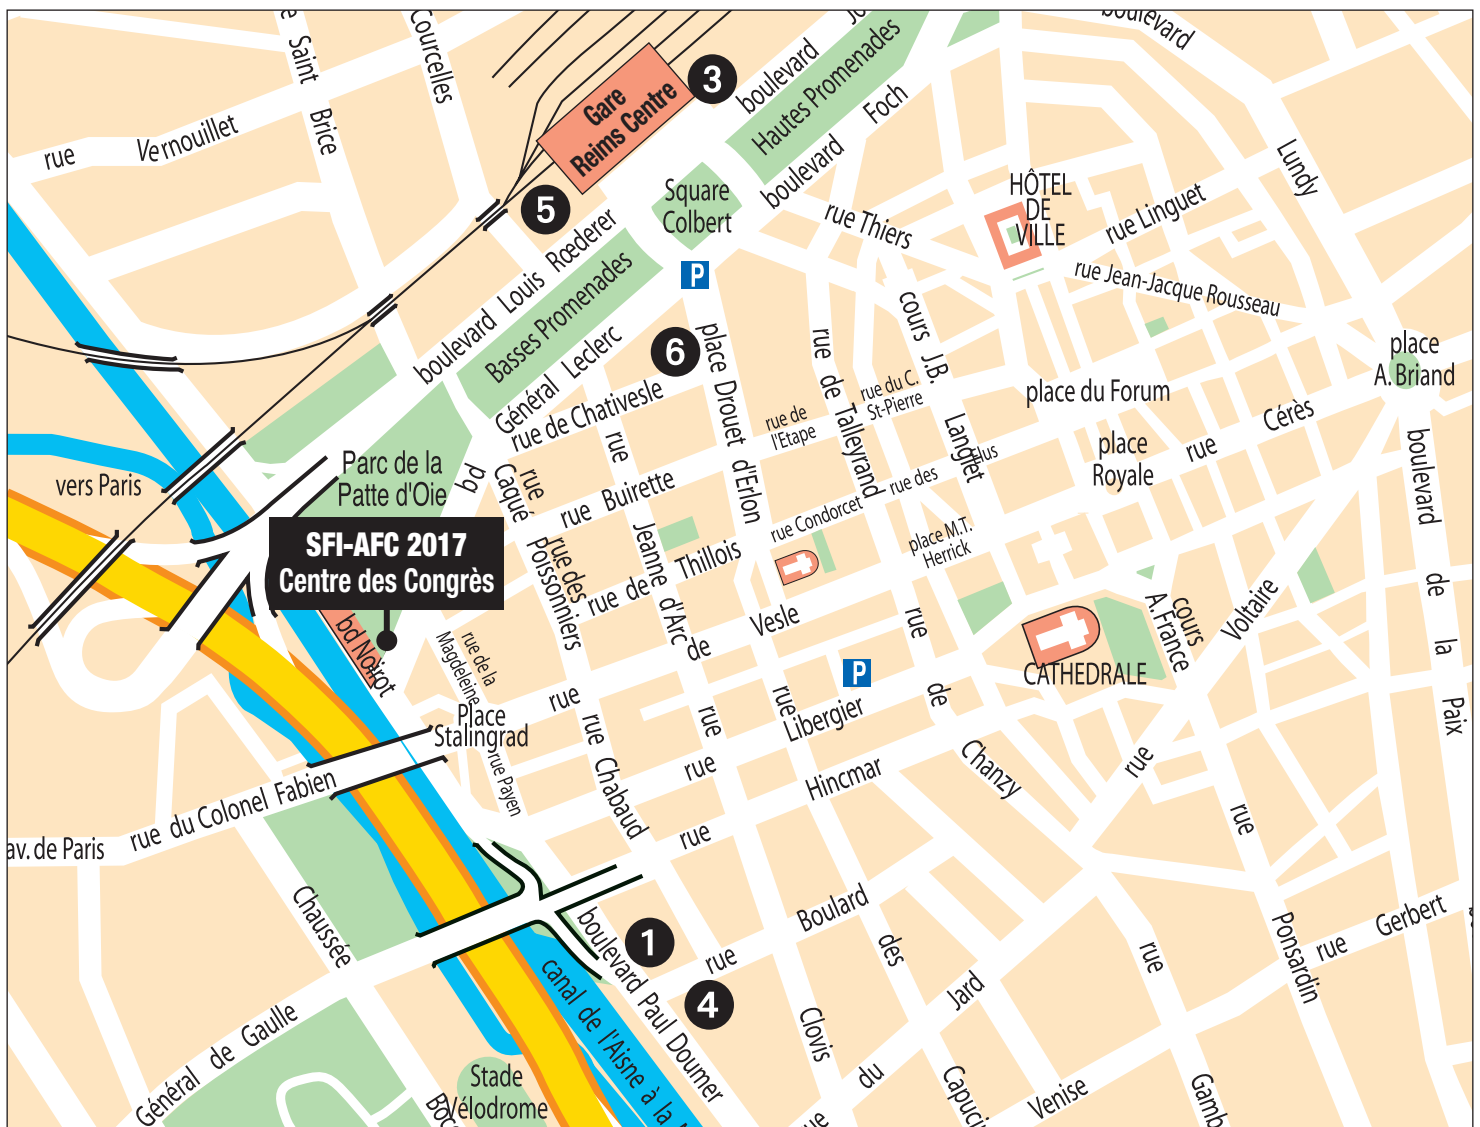 Saint
Brice
Courcelles
rue Vernouillet
Gare
Reims Centre
3
5
boulevard
Hautes Promenades
boulevard Foch
boulevard
Lundy
Square
Colbert
P
rue Thiers
HÔTEL
DE
VILLE
rue Linguet
rue Jean-Jacque Rousseau
boulevard Louis Rœderer
Basses Promenades
Général Leclerc
rue de Chativesle
6
place Drouet d'Erlon
rue de Talleyrand
cours J.B. Langlet
rue du C.
St-Pierre
rue de
l'Etape
place du Forum
place
Royale
rue Cérès
place
A. Briand
boulevard de la Paix
vers Paris
Parc de la
Patte d'Oie
bd
SFI-AFC 2017
Centre des Congrès
bd Noirot
rue
Caqué
rue Buirette
rue
Jeanne d'Arc
rue
rue des
Poissonniers
rue de Thillois
rue Condorcet
rue des Elus
place M.T.
Herrick
rue de Vesle
rue de la
Magdeleine
Place
Stalingrad
rue Payen
rue Chabaud
rue
P
rue Libergier
rue Hincmar
rue de Chanzy
CATHEDRALE
cours
A.France
rue Voltaire
rue Ponsardin
av. de Paris
rue du Colonel Fabien
Chaussée
Général de Gaulle
Stade
Vélodrome
canal de l'Aisne à la
boulevard Paul Doumer
1
4
rue Boulard
rue Clovis
des
rue du Jard
rue
Venise
rue Gerbert